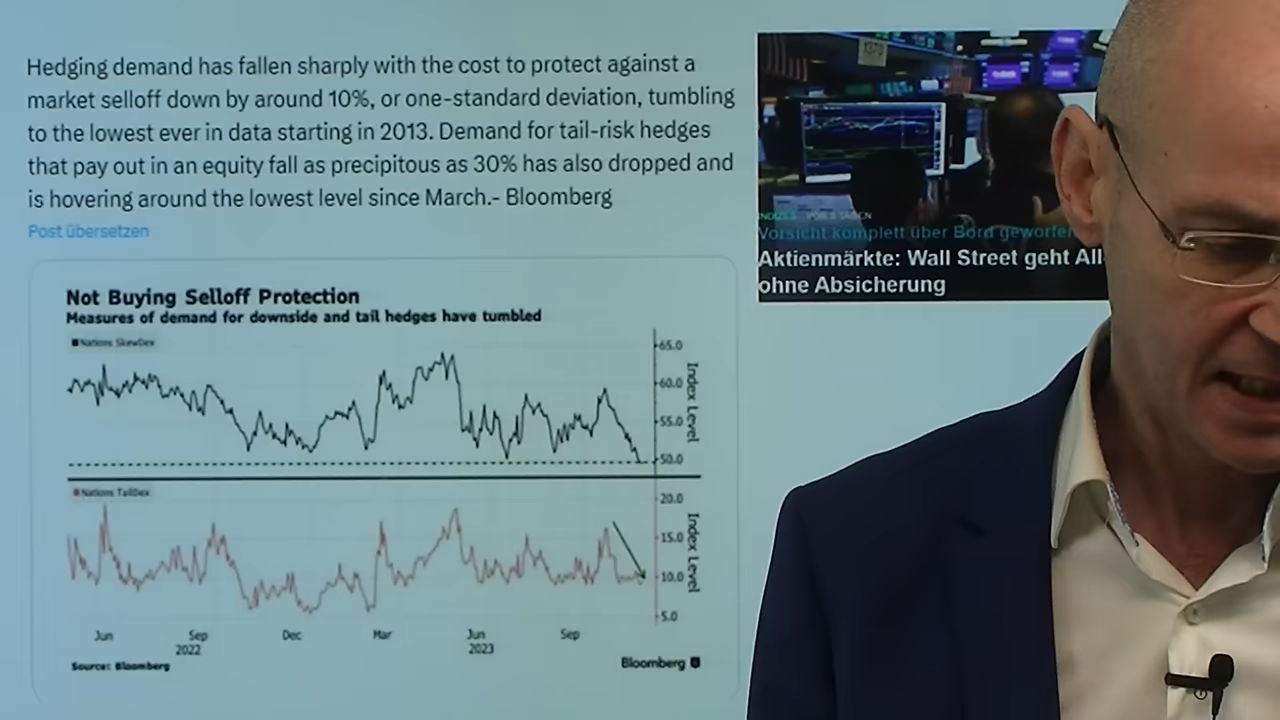 Hedging demand has fallen sharply with the cost to protect against a
market selloff down by around 10%, or one-standard deviation, tumbling
to the lowest ever in data starting in 2013. Demand for tail-risk hedges
that pay out in an equity fall as precipitous as 30% has also dropped and
is hovering around the lowest level since March.- Bloomberg
Post übersetzen
Not Buying Selloff Protection
Measures of demand for downside and tail hedges have tumbled
Nations SkewDex
65.0
60.0
55.0
50.0
Index Level
Nations TailDex
20.0
15.0
10.0
5.0
Index Level
Jun Sep Dec Mar Jun Sep
2022 2023
Source: Bloomberg
Bloomberg
1370
INDIZES
Vorsicht komplett über Bord geworfen
Aktienmärkte: Wall Street geht All
ohne Absicherung